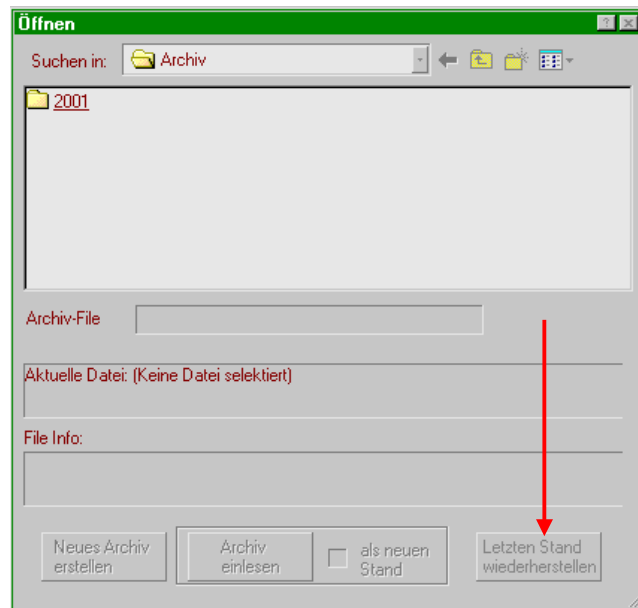 Öffnen
Suchen in: Archiv
2001
Archiv-File
Aktuelle Datei: (Keine Datei selektiert)
File Info:
Neues Archiv
erstellen
Archiv
einlesen
als neuen
Stand
Letzten Stand
wiederherstellen